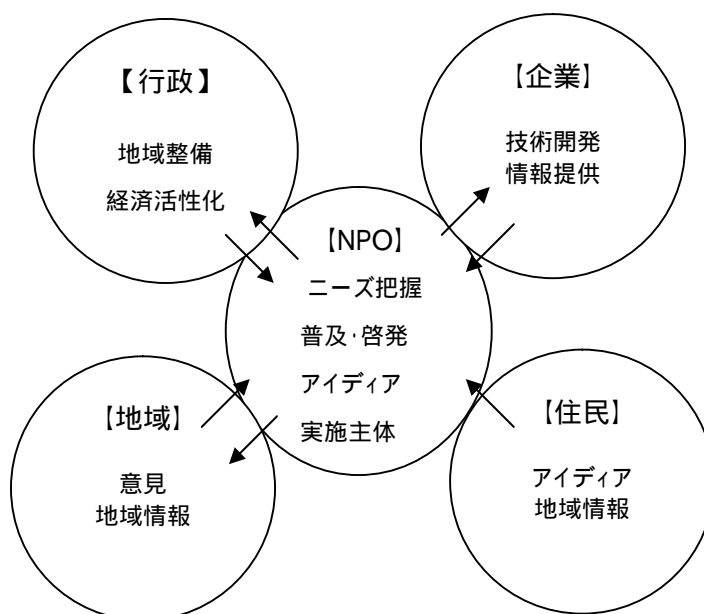 【行政】
地域整備
経済活性化
【企業】
技術開発
情報提供
【NPO】
ニーズ把握
普及・啓発
アイディア
実施主体
【地域】
意見
地域情報
【住民】
アイディア
地域情報